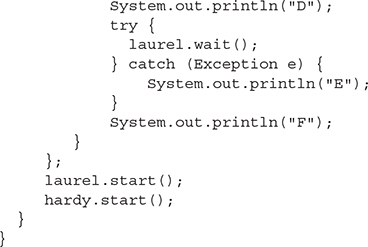 System.out.println("D");
try {
laurel.wait();
} catch (Exception e) {
System.out.println("E");
}
System.out.println("F");
}
};
laurel.start();
hardy.start();
}
}